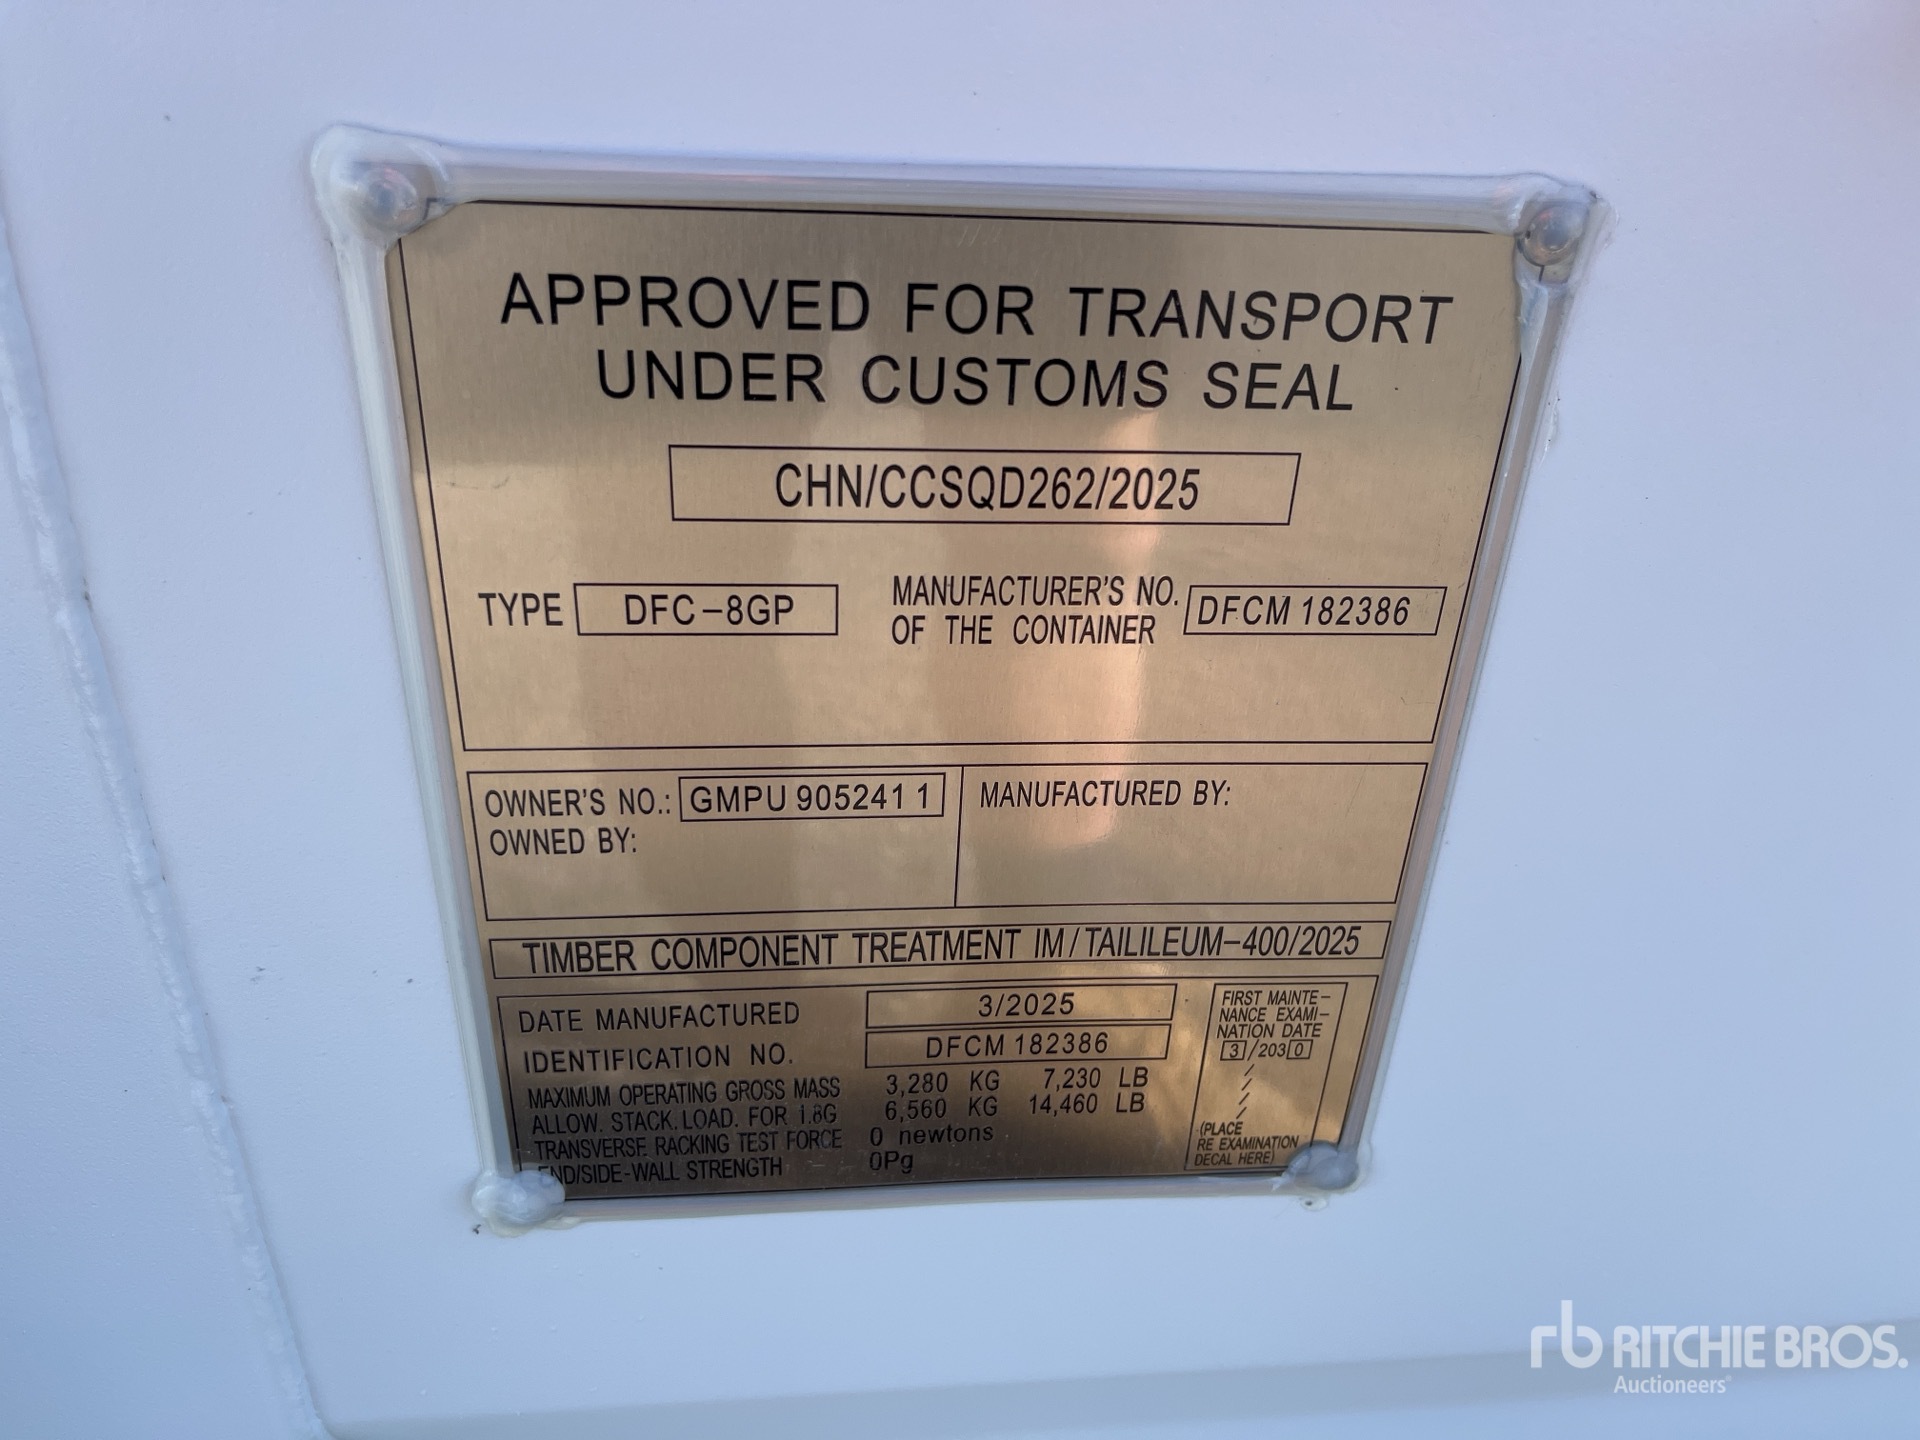 APPROVED FOR TRANSPORT
UNDER CUSTOMS SEAL
CHN/CCSQD262/2025
TYPE DFC-8GP
MANUFACTURER'S NO.
OF THE CONTAINER
DFCM 182386
OWNER'S NO.: GMPU 905241 1
OWNED BY:
MANUFACTURED BY:
TIMBER COMPONENT TREATMENT IM/TAILILEUM-400/2025
DATE MANUFACTURED 3/2025
IDENTIFICATION NO. DFCM 182386
MAXIMUM OPERATING GROSS MASS 3,280 KG 7,230 LB
ALLOW. STACK. LOAD. FOR 1.8G 6,560 KG 14,460 LB
TRANSVERSE RACKING TEST FORCE 0 newtons
END/SIDE-WALL STRENGTH 0Pg
FIRST MAINTE-
NANCE EXAMI-
NATION DATE
3/2030
/
/
/
/
(PLACE
RE EXAMINATION
DECAL HERE)
rb RITCHIE BROS.
Auctioneers